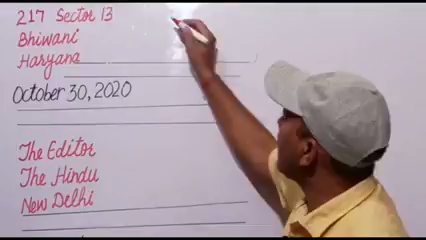 217 Sector 13
Bhiwani
Haryana
October 30, 2020
The Editor
The Hindu
New Delhi